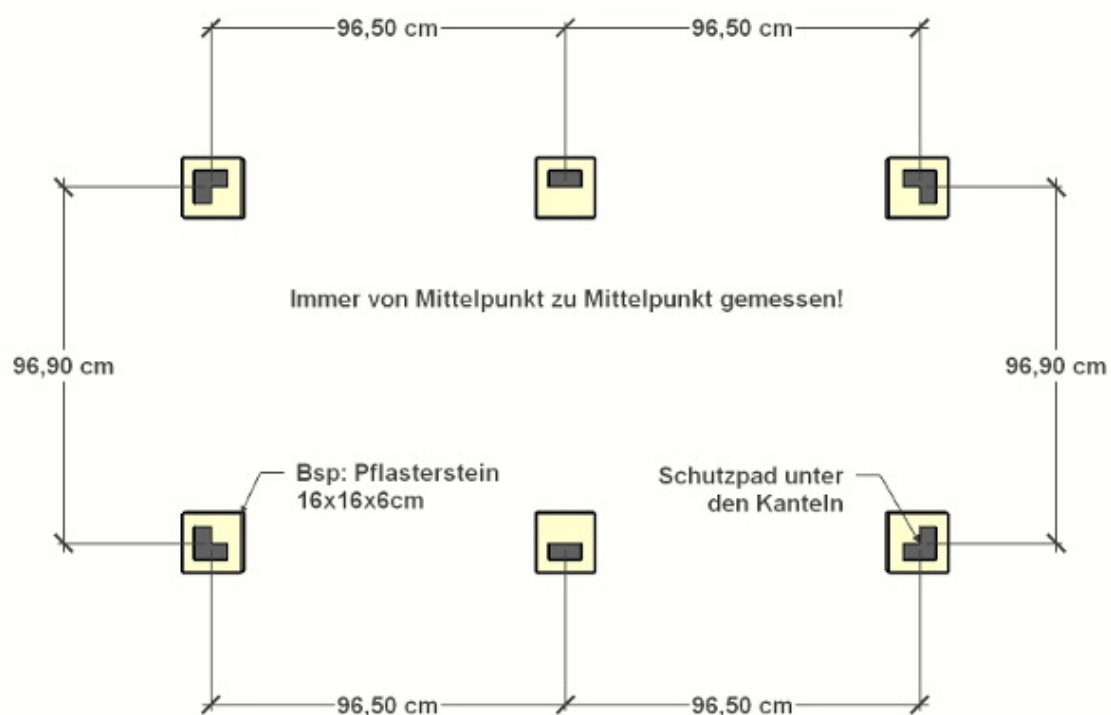 96,50 cm
96,50 cm
Immer von Mittelpunkt zu Mittelpunkt gemessen!
96,90 cm
96,90 cm
Bsp: Pflasterstein
16x16x6cm
Schutzpad unter
den Kanteln
96,50 cm
96,50 cm